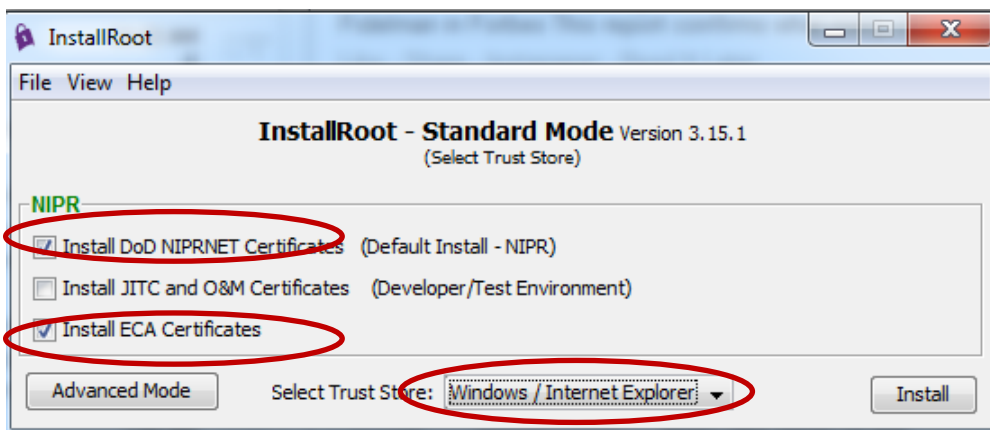 InstallRoot
File View Help
InstallRoot - Standard Mode Version 3.15.1
(Select Trust Store)
NIPR
Install DoD NIPRNET Certificates (Default Install - NIPR)
Install JITC and O&M Certificates (Developer/Test Environment)
Install ECA Certificates
Advanced Mode Select Trust Store: Windows / Internet Explorer Install